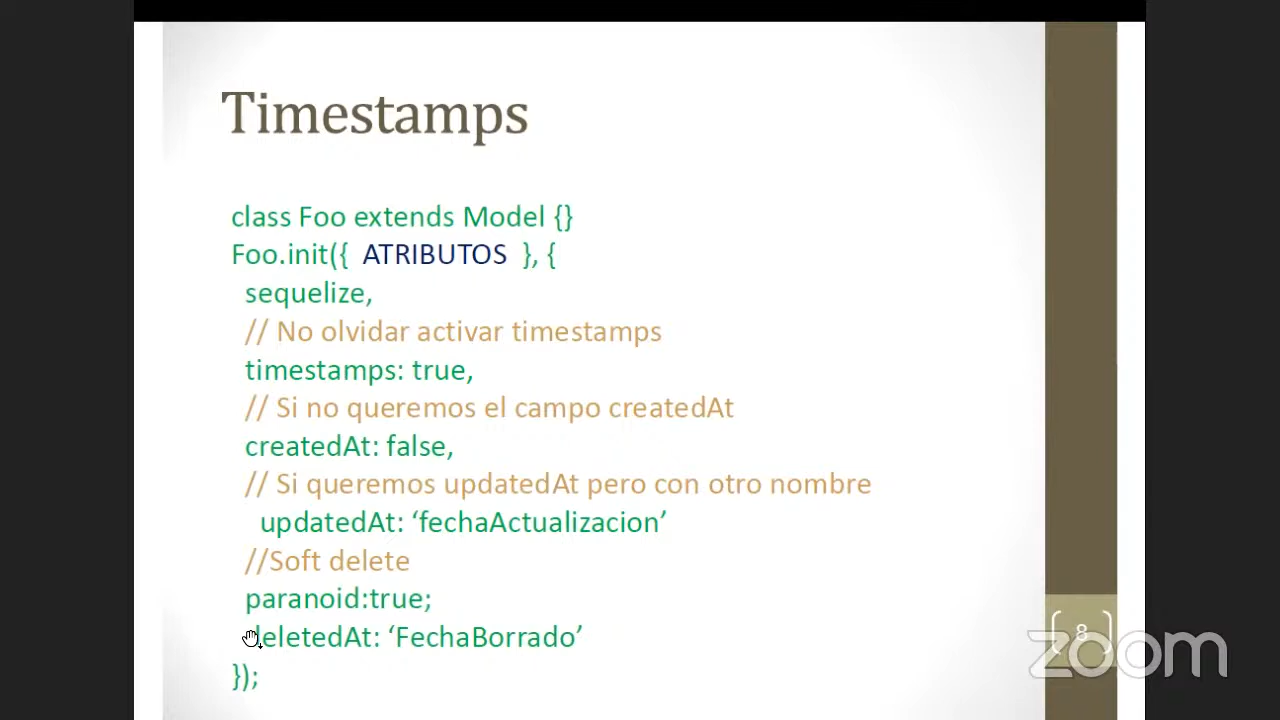 Timestamps
class Foo extends Model {}
Foo.init({ ATRIBUTOS }, {
sequelize,
// No olvidar activar timestamps
timestamps: true,
// Si no queremos el campo createdAt
createdAt: false,
// Si queremos updatedAt pero con otro nombre
updatedAt: ‘fechaActualizacion’
//Soft delete
paranoid:true;
deletedAt: ‘FechaBorrado’
});
8
zoom